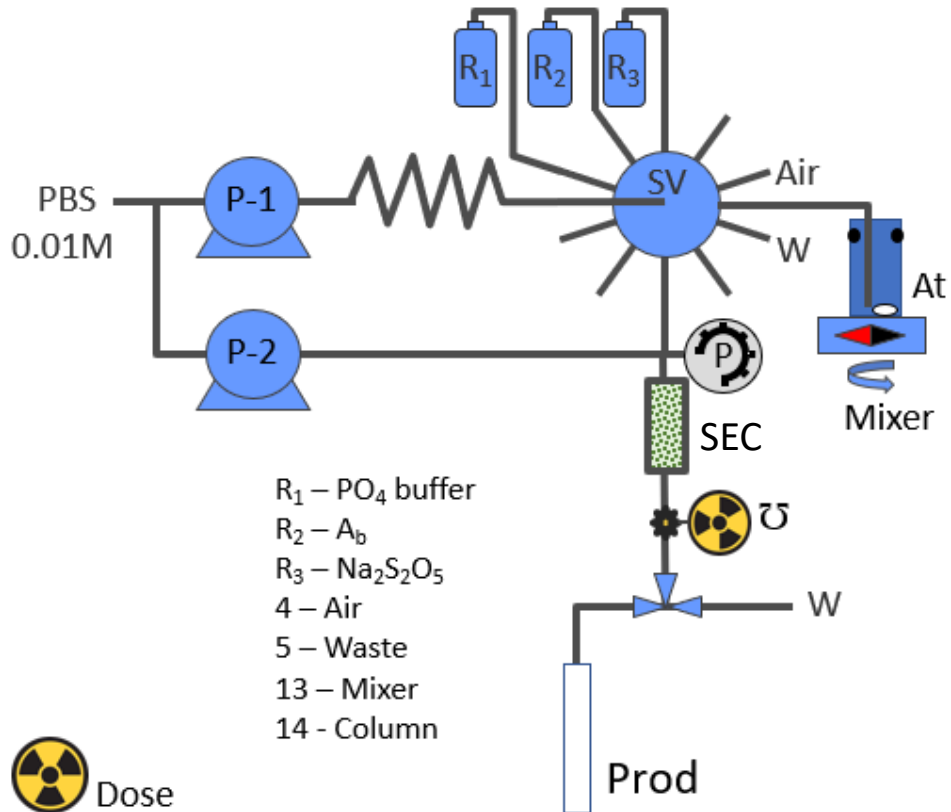 R₁
R₂
R₃
SV
Air
PBS
0.01M
P-1
W
At
P-2
P
Mixer
SEC
R₁ – PO₄ buffer
R₂ – A_b
R₃ – Na₂S₂O₅
4 – Air
5 – Waste
13 – Mixer
14 - Column
℧
W
Prod
Dose